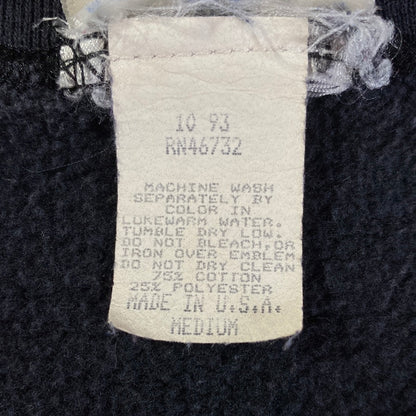 10 93
RN46732
MACHINE WASH
SEPARATELY BY
COLOR IN
LUKEWARM WATER.
TUMBLE DRY LOW.
DO NOT BLEACH,OR
IRON OVER EMBLEM
DO NOT DRY CLEAN
75% COTTON
25% POLYESTER
MADE IN U.S.A.
MEDIUM